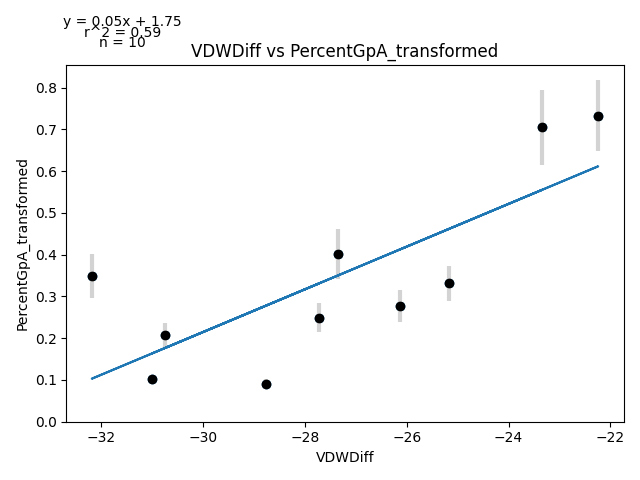 y = 0.05x + 1.75
r^2 = 0.59
n = 10
VDWDiff vs PercentGpA_transformed
PercentGpA_transformed
0.8
0.7
0.6
0.5
0.4
0.3
0.2
0.1
0.0
−32
−30
−28
−26
−24
−22
VDWDiff